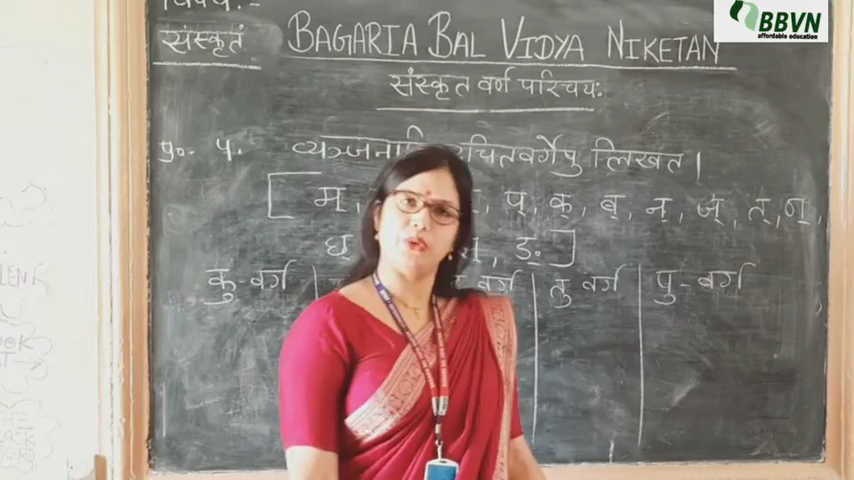 विषय:-
संस्कृतं
BAGARIA BAL VIDYA NIKETAN
BBVN
affordable education
संस्कृत वर्ण परिचय:
प्र०- ५. व्यञ्जनानि उचितवर्गेषु लिखत।
[ म्, प्, क्, ब्, न्, ज्, त्, ण्,
घ्, ङ्. ]
कु-वर्ग वर्ग तु वर्ग पु-वर्ग